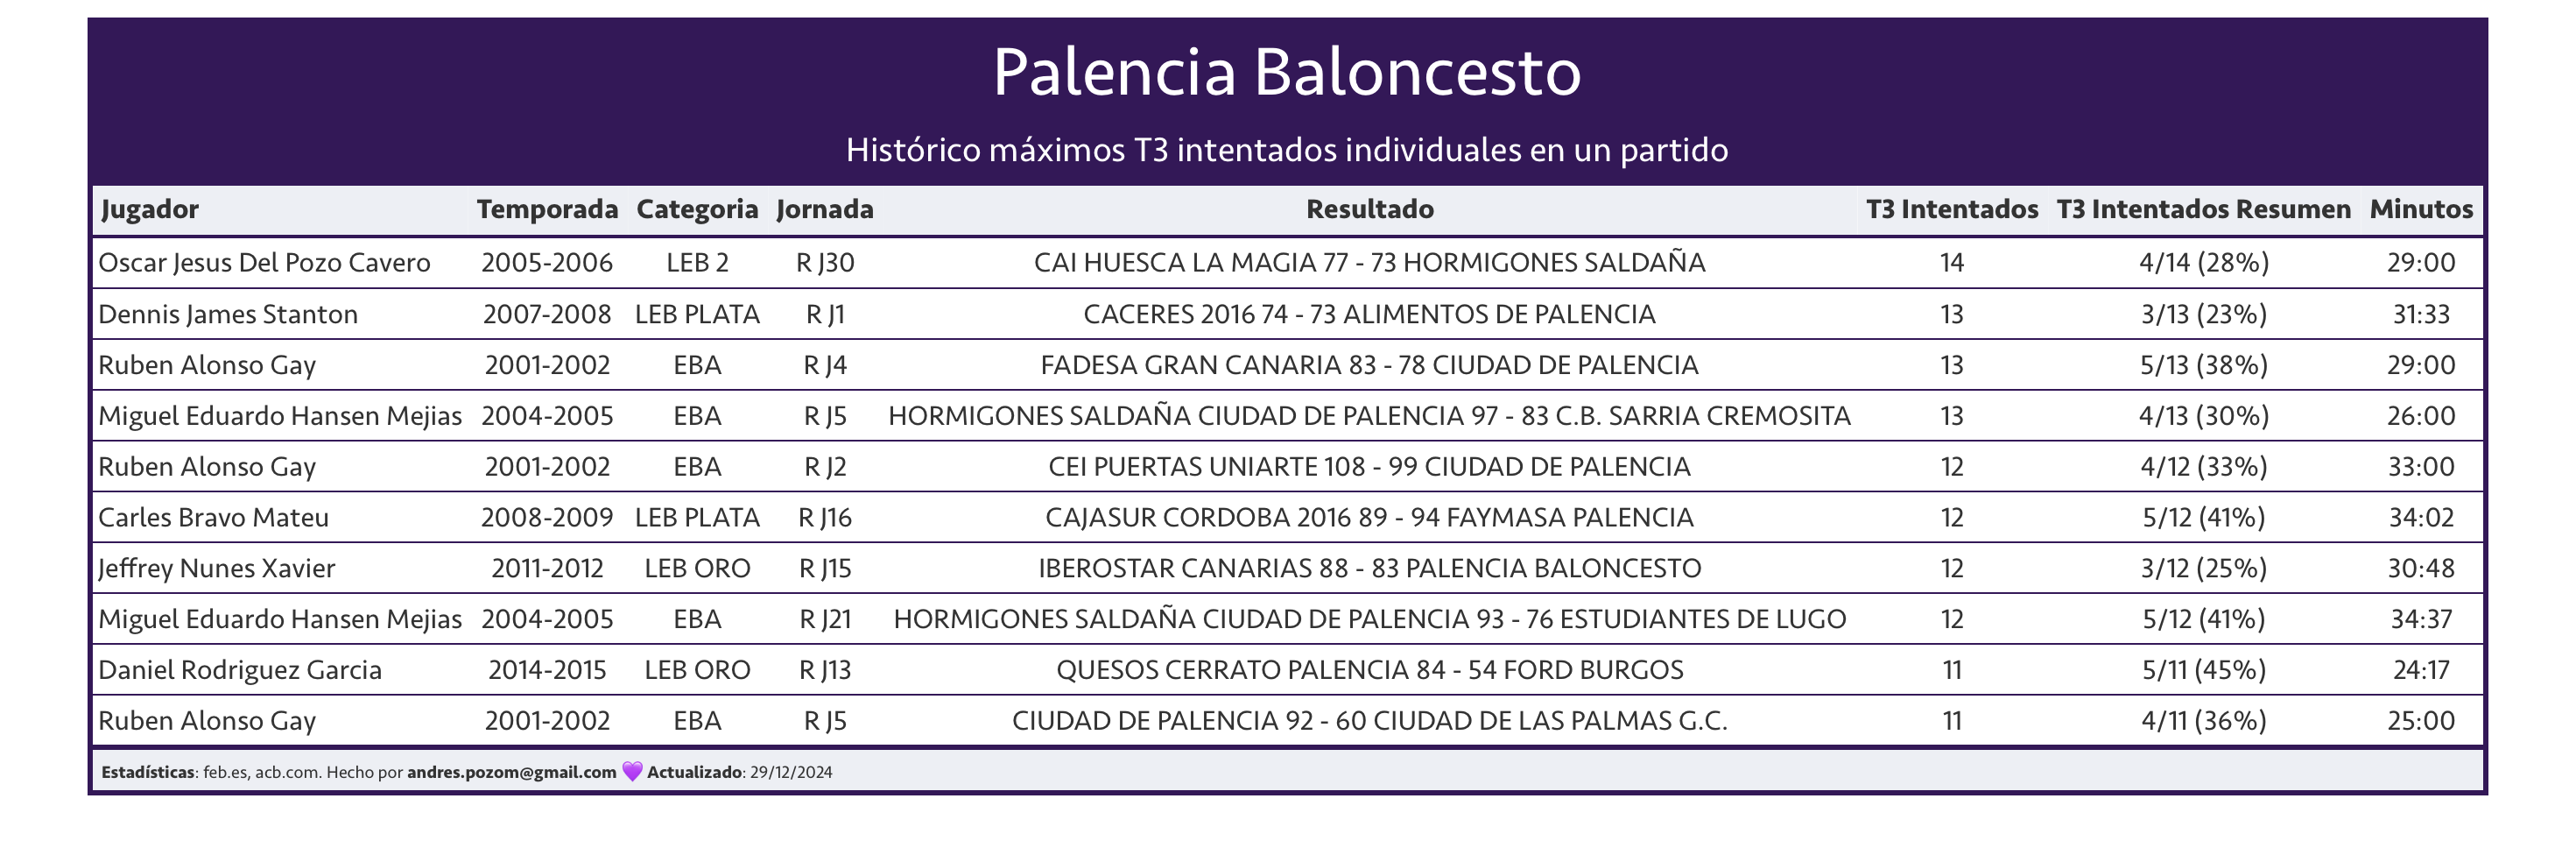 Palencia Baloncesto
Histórico máximos T3 intentados individuales en un partido
Jugador Temporada Categoria Jornada Resultado T3 Intentados T3 Intentados Resumen Minutos
Oscar Jesus Del Pozo Cavero 2005-2006 LEB 2 R J30 CAI HUESCA LA MAGIA 77 - 73 HORMIGONES SALDAÑA 14 4/14 (28%) 29:00
Dennis James Stanton 2007-2008 LEB PLATA R J1 CACERES 2016 74 - 73 ALIMENTOS DE PALENCIA 13 3/13 (23%) 31:33
Ruben Alonso Gay 2001-2002 EBA R J4 FADESA GRAN CANARIA 83 - 78 CIUDAD DE PALENCIA 13 5/13 (38%) 29:00
Miguel Eduardo Hansen Mejias 2004-2005 EBA R J5 HORMIGONES SALDAÑA CIUDAD DE PALENCIA 97 - 83 C.B. SARRIA CREMOSITA 13 4/13 (30%) 26:00
Ruben Alonso Gay 2001-2002 EBA R J2 CEI PUERTAS UNIARTE 108 - 99 CIUDAD DE PALENCIA 12 4/12 (33%) 33:00
Carles Bravo Mateu 2008-2009 LEB PLATA R J16 CAJASUR CORDOBA 2016 89 - 94 FAYMASA PALENCIA 12 5/12 (41%) 34:02
Jeffrey Nunes Xavier 2011-2012 LEB ORO R J15 IBEROSTAR CANARIAS 88 - 83 PALENCIA BALONCESTO 12 3/12 (25%) 30:48
Miguel Eduardo Hansen Mejias 2004-2005 EBA R J21 HORMIGONES SALDAÑA CIUDAD DE PALENCIA 93 - 76 ESTUDIANTES DE LUGO 12 5/12 (41%) 34:37
Daniel Rodriguez Garcia 2014-2015 LEB ORO R J13 QUESOS CERRATO PALENCIA 84 - 54 FORD BURGOS 11 5/11 (45%) 24:17
Ruben Alonso Gay 2001-2002 EBA R J5 CIUDAD DE PALENCIA 92 - 60 CIUDAD DE LAS PALMAS G.C. 11 4/11 (36%) 25:00
Estadísticas: feb.es, acb.com. Hecho por andres.pozom@gmail.com 💜 Actualizado: 29/12/2024